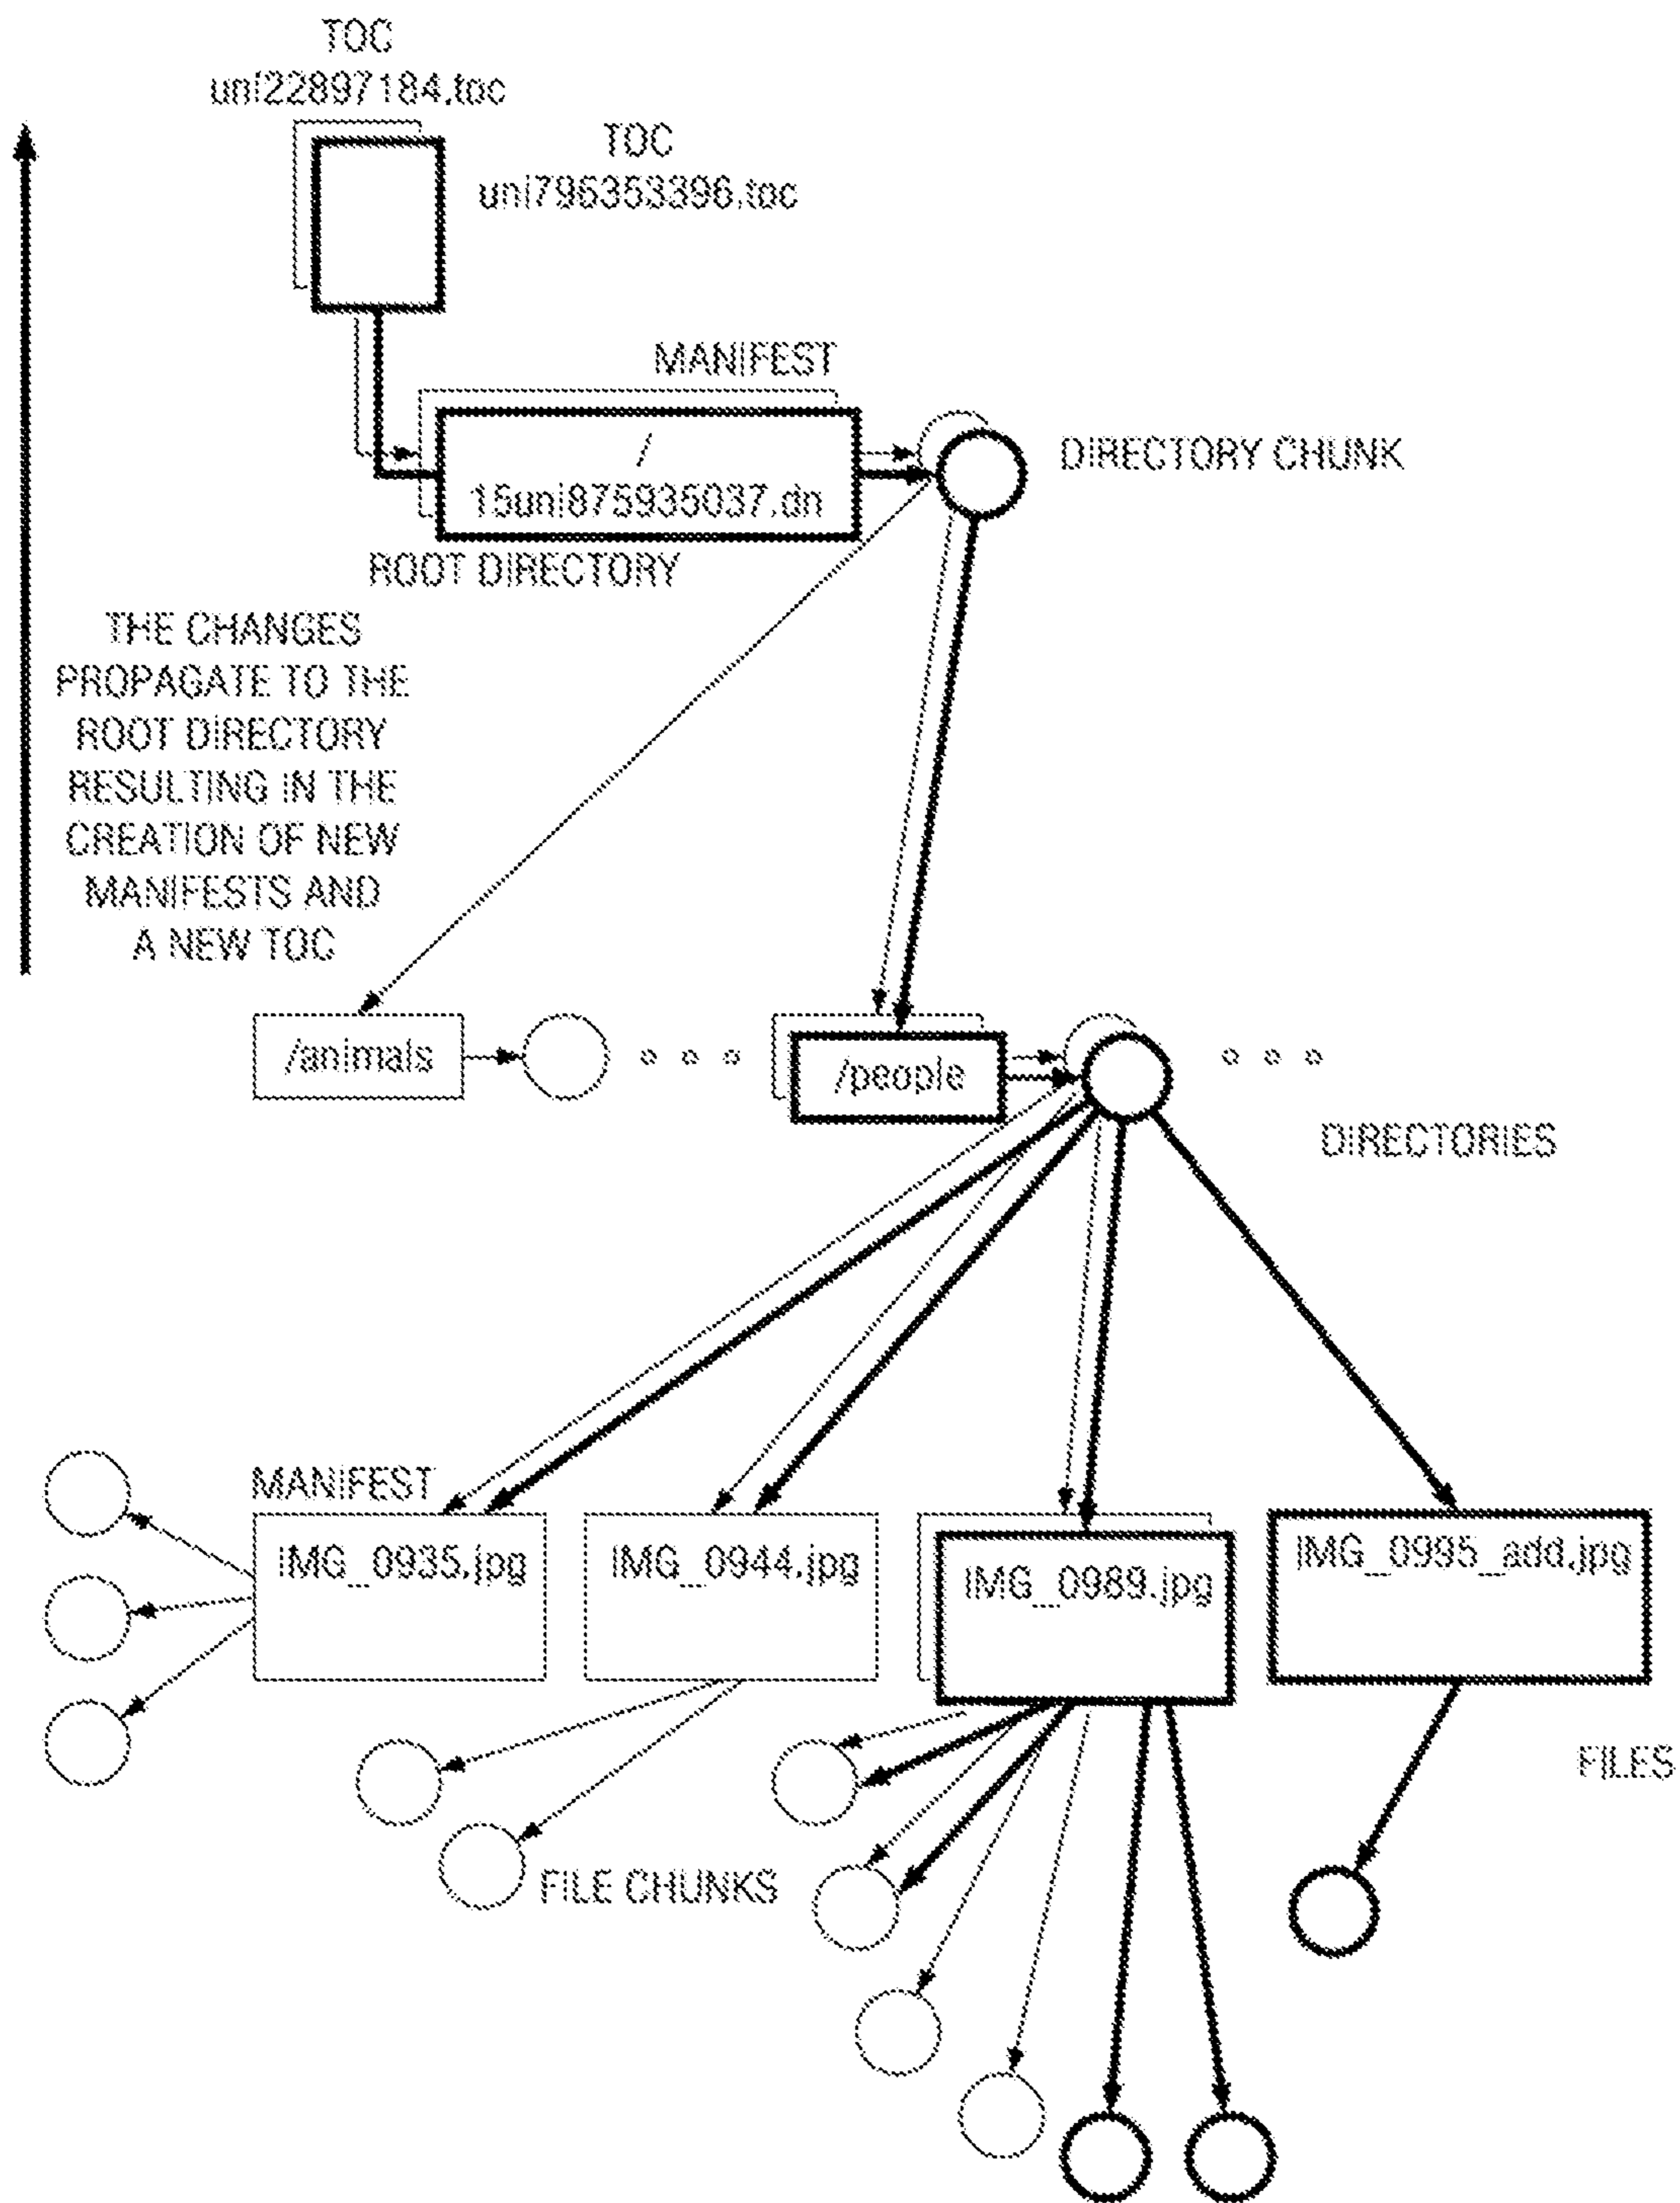 TOC
uni22897184.toc
TOC
uni796353396.toc
MANIFEST
/
15uni875935037.dn
DIRECTORY CHUNK
ROOT DIRECTORY
THE CHANGES
PROPAGATE TO THE
ROOT DIRECTORY
RESULTING IN THE
CREATION OF NEW
MANIFESTS AND
A NEW TOC
/animals
/people
DIRECTORIES
MANIFEST
IMG_0935.jpg
IMG_0944.jpg
IMG_0989.jpg
IMG_0995_add.jpg
FILES
FILE CHUNKS